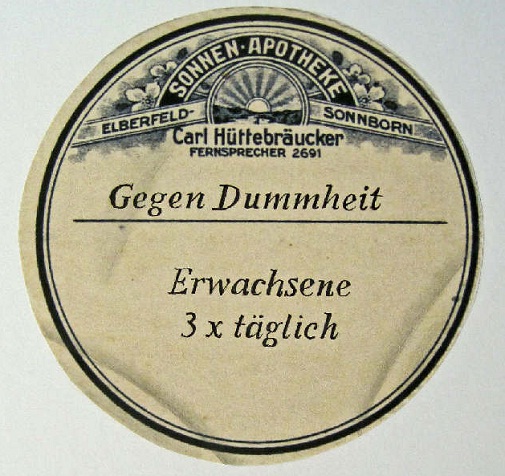 SONNEN-APOTHEKE
ELBERFELD-SONNBORN
Carl Hüttebräucker
FERNSPRECHER 2691
Gegen Dummheit
Erwachsene
3 x täglich